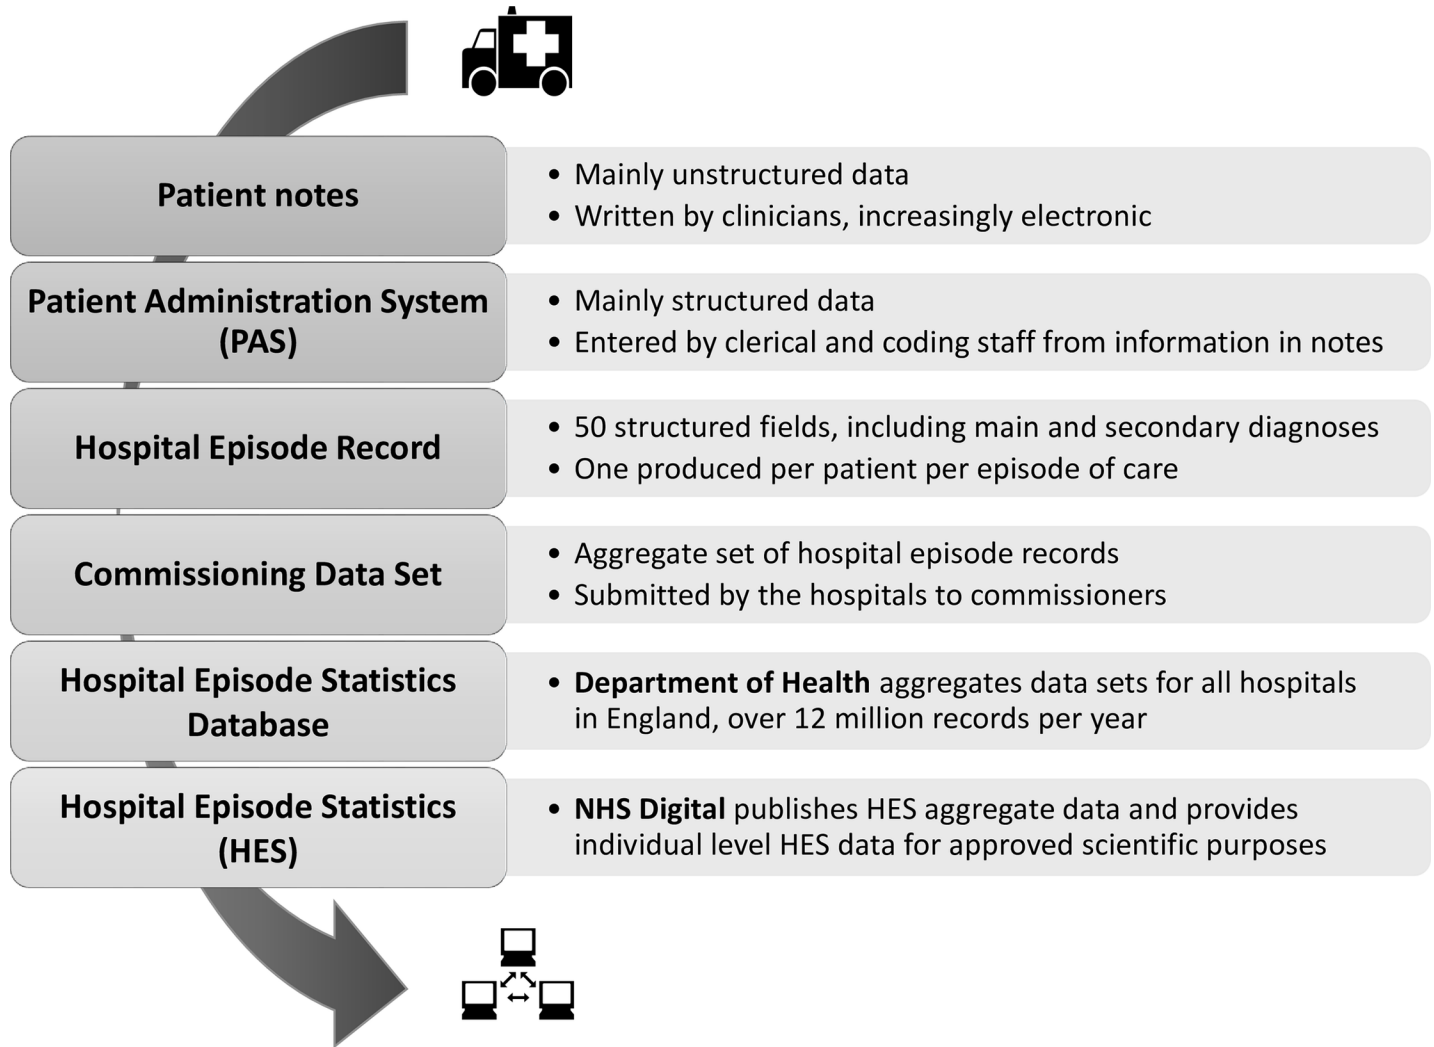 Patient notes
• Mainly unstructured data
• Written by clinicians, increasingly electronic
Patient Administration System
(PAS)
• Mainly structured data
• Entered by clerical and coding staff from information in notes
Hospital Episode Record
• 50 structured fields, including main and secondary diagnoses
• One produced per patient per episode of care
Commissioning Data Set
• Aggregate set of hospital episode records
• Submitted by the hospitals to commissioners
Hospital Episode Statistics
Database
• Department of Health aggregates data sets for all hospitals
in England, over 12 million records per year
Hospital Episode Statistics
(HES)
• NHS Digital publishes HES aggregate data and provides
individual level HES data for approved scientific purposes